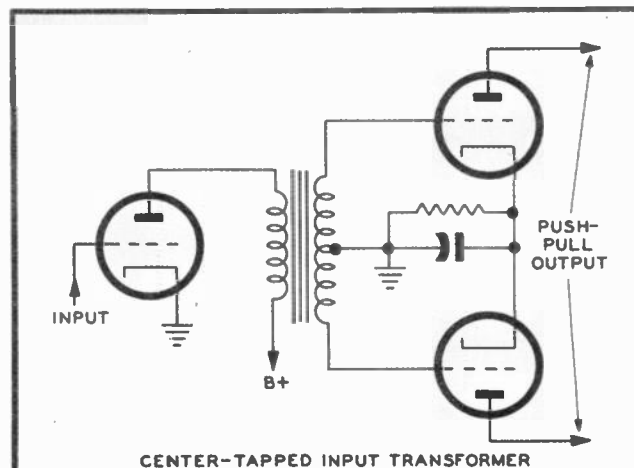 PUSH-
PULL
OUTPUT
INPUT
B+
CENTER-TAPPED INPUT TRANSFORMER